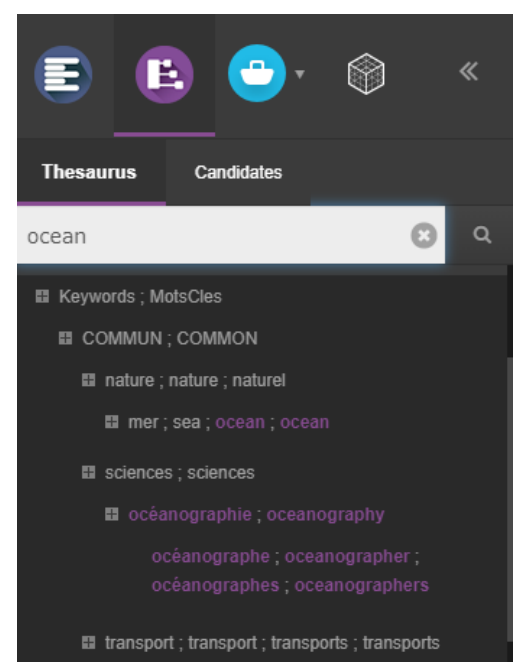 Thesaurus Candidates
ocean
Keywords ; MotsCles
COMMUN ; COMMON
nature ; nature ; naturel
mer ; sea ; ocean ; ocean
sciences ; sciences
océanographie ; oceanography
océanographe ; oceanographer ;
océanographes ; oceanographers
transport ; transport ; transports ; transports